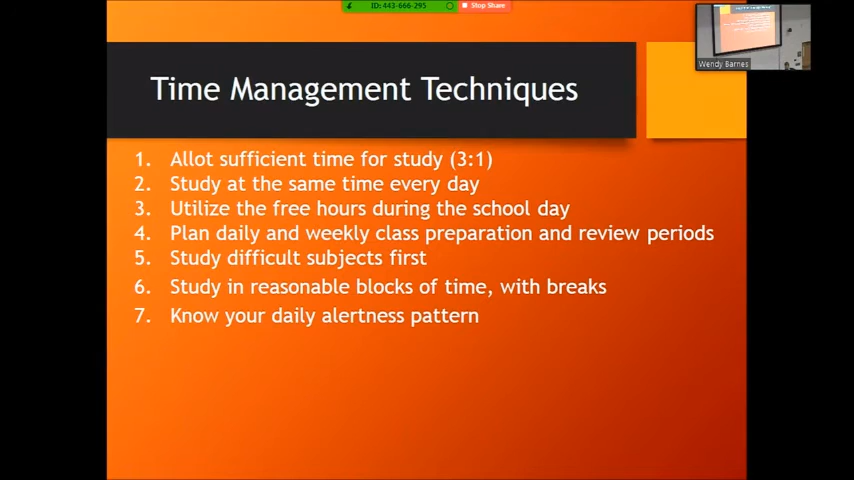 ID: 443-666-295
Stop Share
Wendy Barnes
Time Management Techniques
1. Allot sufficient time for study (3:1)
2. Study at the same time every day
3. Utilize the free hours during the school day
4. Plan daily and weekly class preparation and review periods
5. Study difficult subjects first
6. Study in reasonable blocks of time, with breaks
7. Know your daily alertness pattern